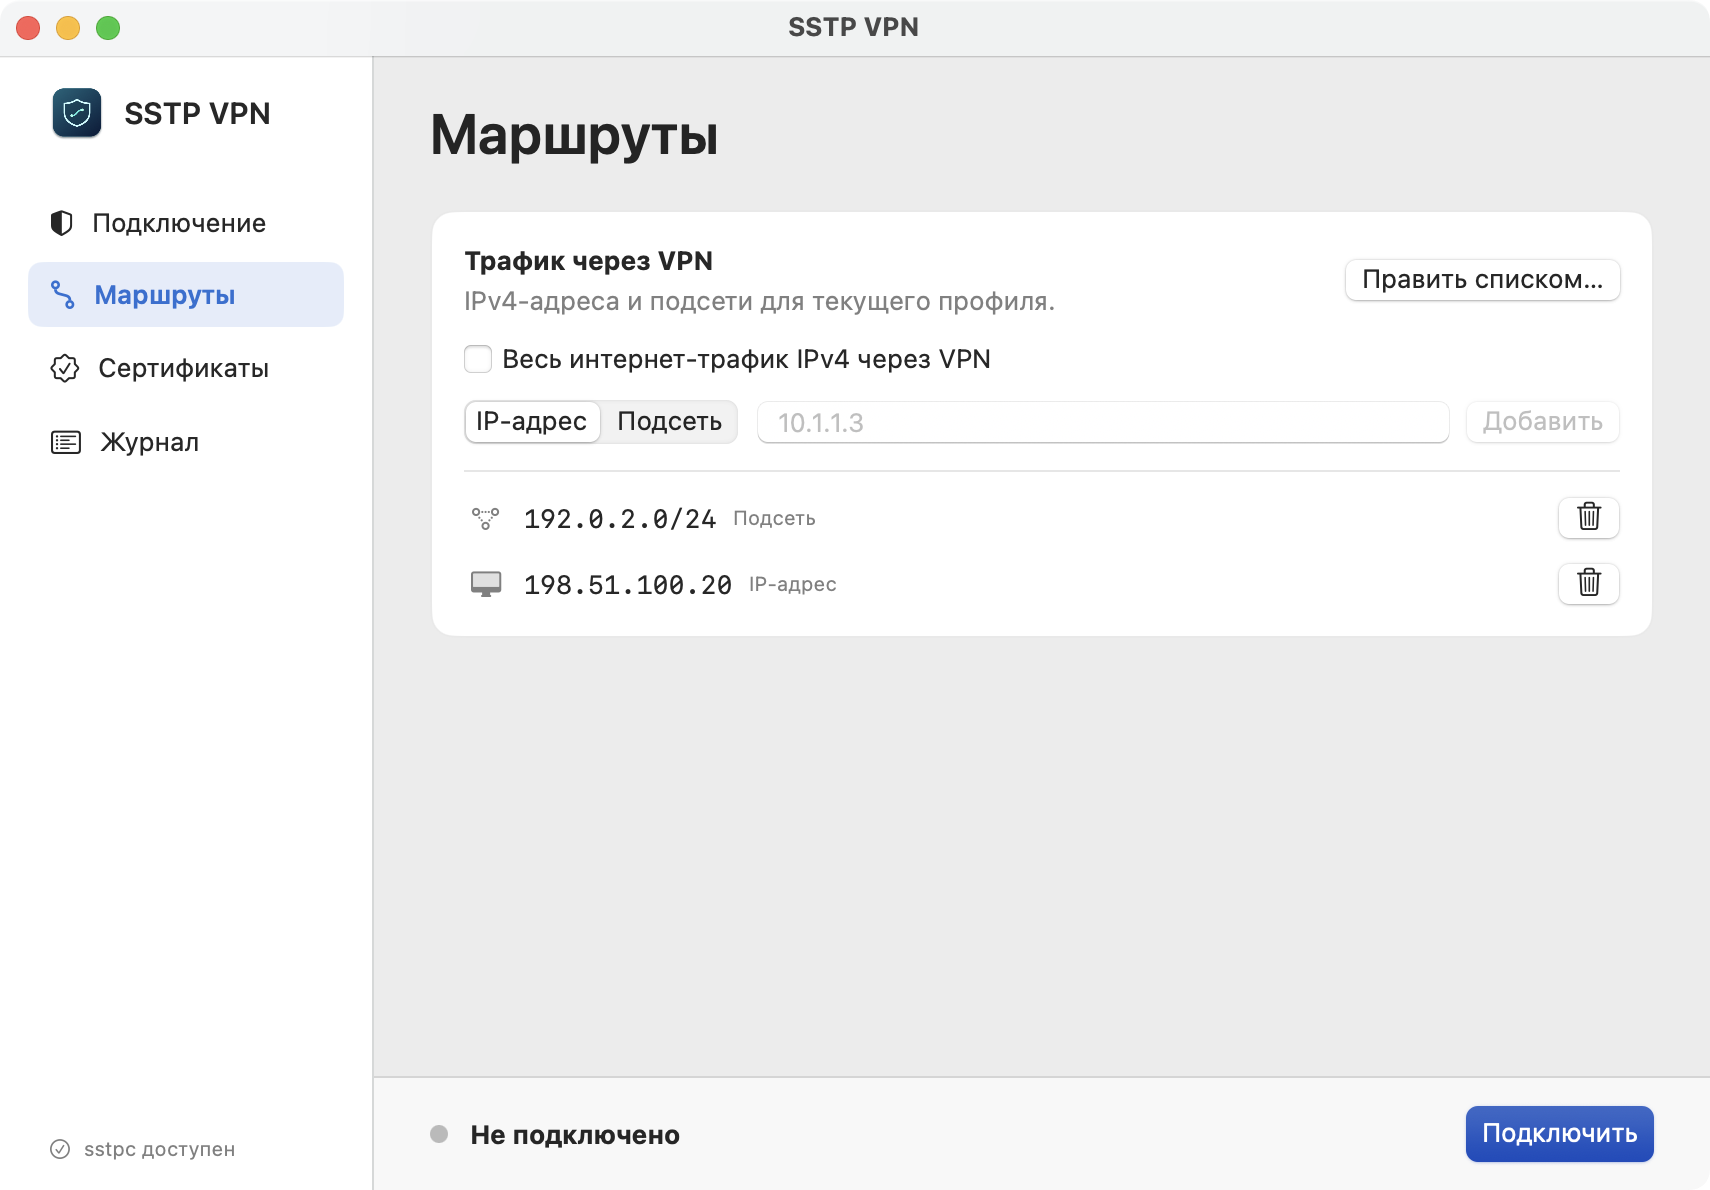 SSTP VPN
SSTP VPN
Подключение
Маршруты
Сертификаты
Журнал
sstpc доступен
Маршруты
Трафик через VPN
IPv4-адреса и подсети для текущего профиля.
Править списком...
Весь интернет-трафик IPv4 через VPN
IP-адрес Подсеть 10.1.1.3 Добавить
192.0.2.0/24 Подсеть
198.51.100.20 IP-адрес
Не подключено
Подключить